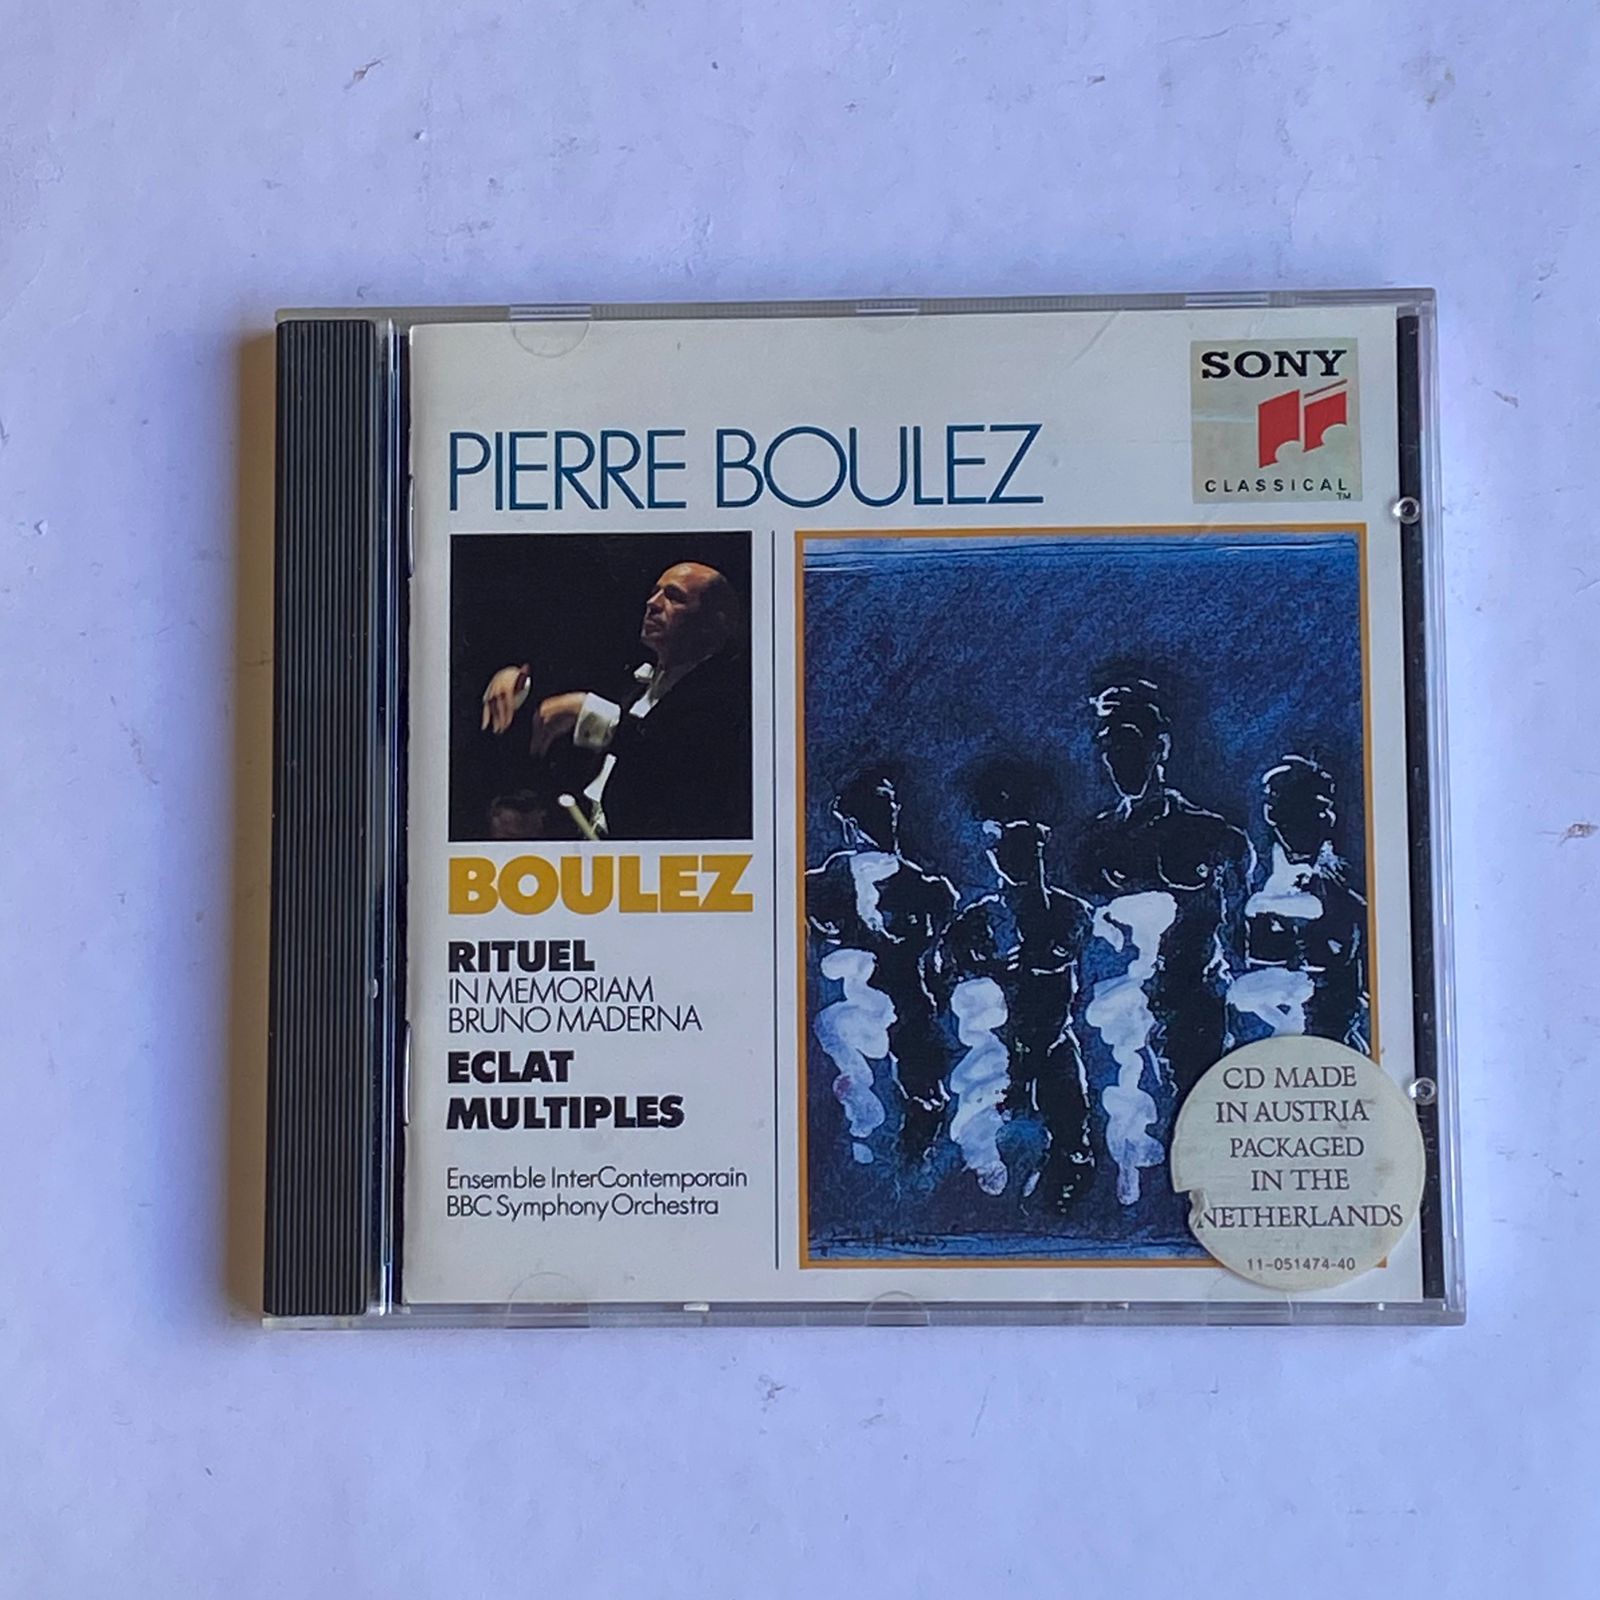 SONY
CLASSICAL™
PIERRE BOULEZ
BOULEZ
RITUEL
IN MEMORIAM
BRUNO MADERNA
ECLAT
MULTIPLES
Ensemble InterContemporain
BBC Symphony Orchestra
CD MADE
IN AUSTRIA
PACKAGED
IN THE
NETHERLANDS
11-051474-40